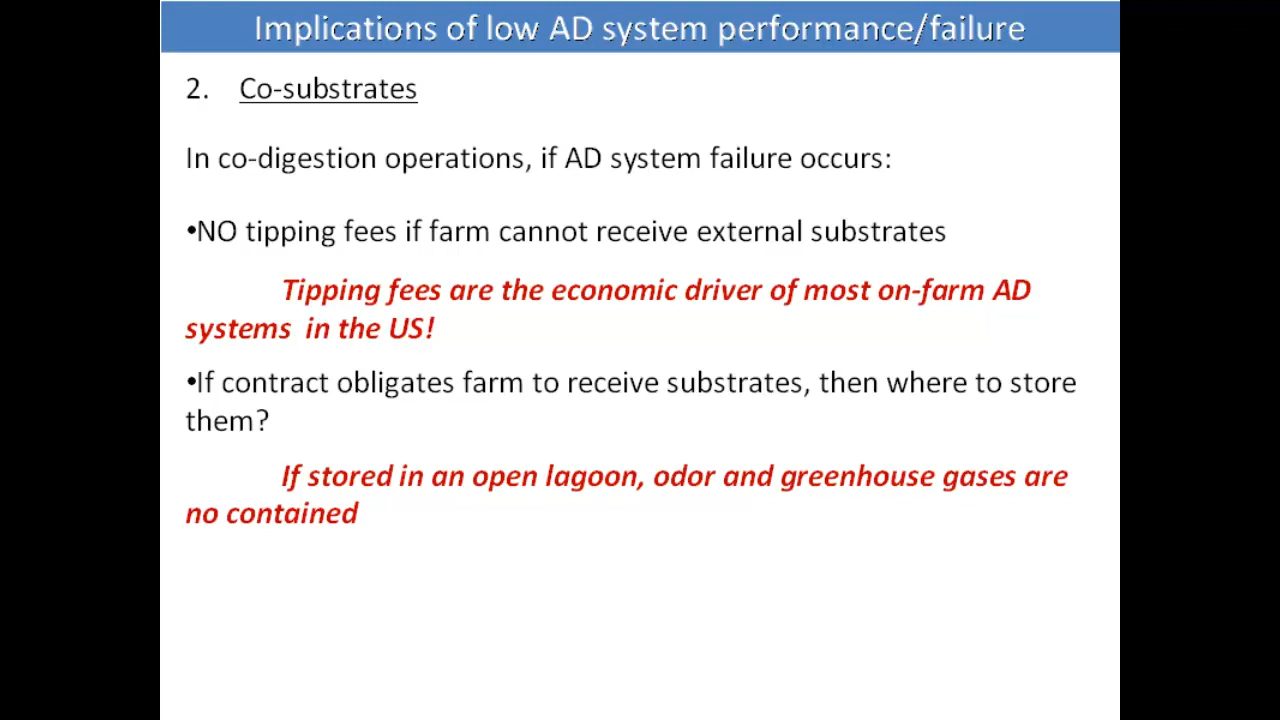 Implications of low AD system performance/failure
2. Co-substrates
In co-digestion operations, if AD system failure occurs:
•NO tipping fees if farm cannot receive external substrates
Tipping fees are the economic driver of most on-farm AD
systems in the US!
•If contract obligates farm to receive substrates, then where to store
them?
If stored in an open lagoon, odor and greenhouse gases are
no contained